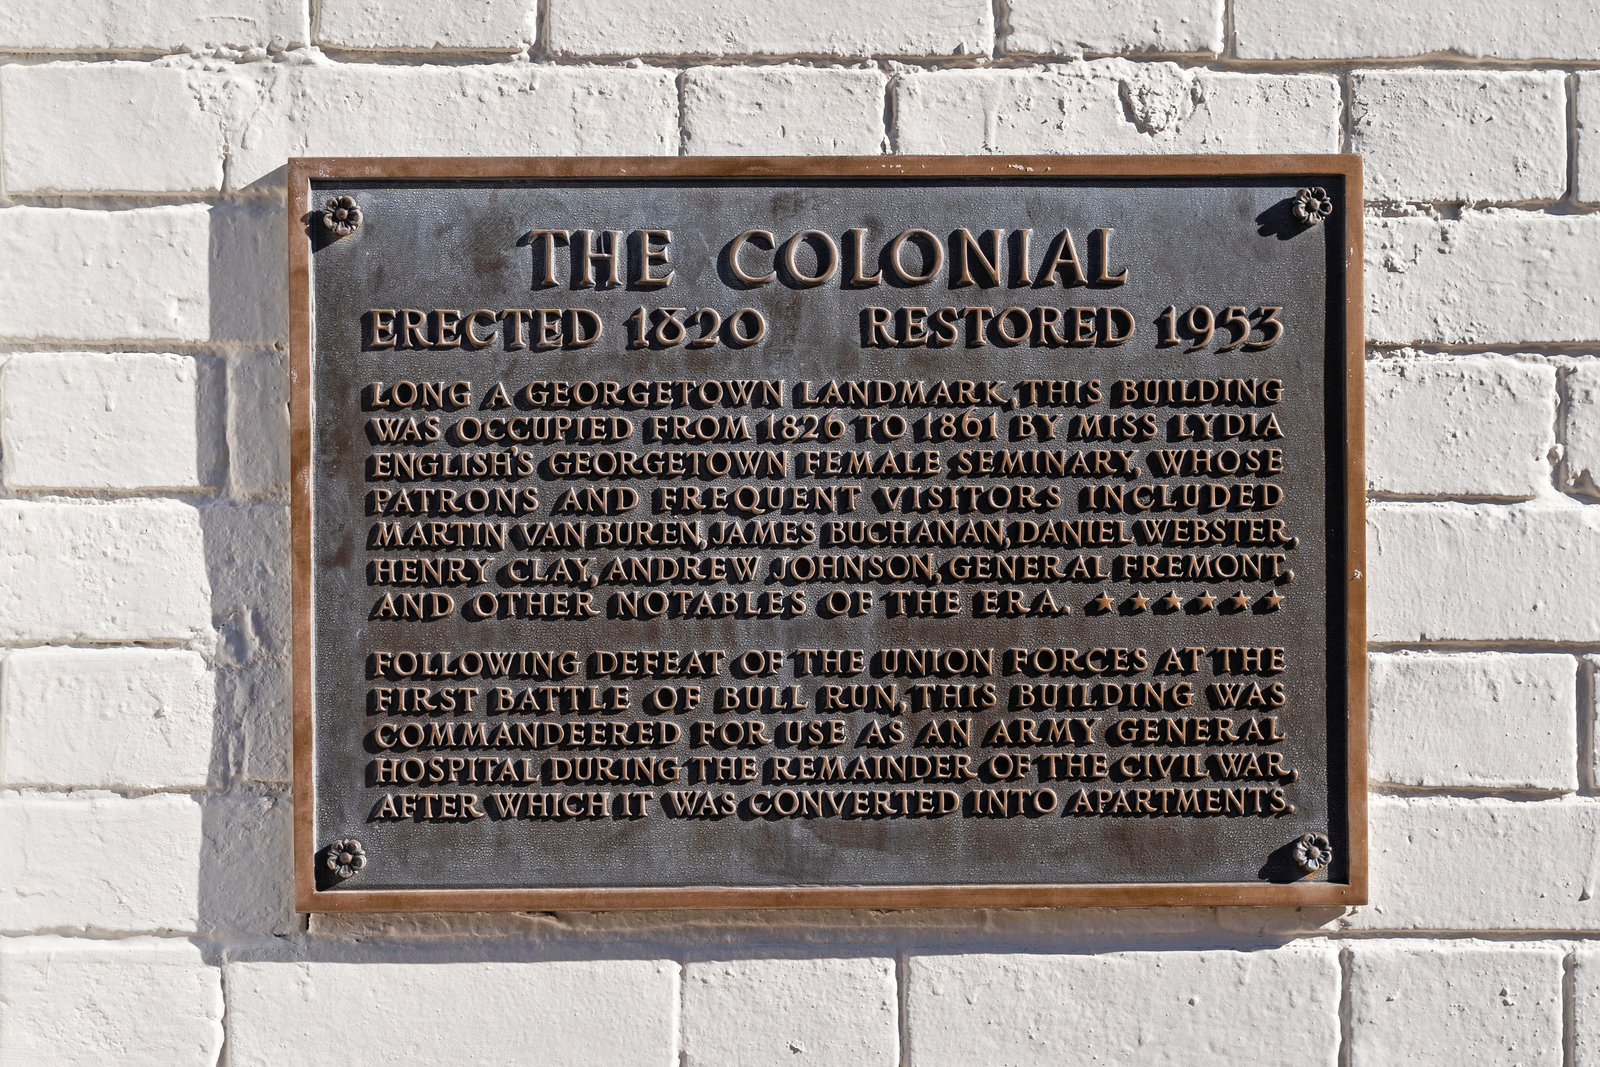 THE COLONIAL
ERECTED 1820 RESTORED 1953
LONG A GEORGETOWN LANDMARK, THIS BUILDING
WAS OCCUPIED FROM 1826 TO 1861 BY MISS LYDIA
ENGLISH'S GEORGETOWN FEMALE SEMINARY, WHOSE
PATRONS AND FREQUENT VISITORS INCLUDED
MARTIN VAN BUREN, JAMES BUCHANAN, DANIEL WEBSTER,
HENRY CLAY, ANDREW JOHNSON, GENERAL FREMONT,
AND OTHER NOTABLES OF THE ERA. ★ ★ ★ ★ ★ ★
FOLLOWING DEFEAT OF THE UNION FORCES AT THE
FIRST BATTLE OF BULL RUN, THIS BUILDING WAS
COMMANDEERED FOR USE AS AN ARMY GENERAL
HOSPITAL DURING THE REMAINDER OF THE CIVIL WAR,
AFTER WHICH IT WAS CONVERTED INTO APARTMENTS.